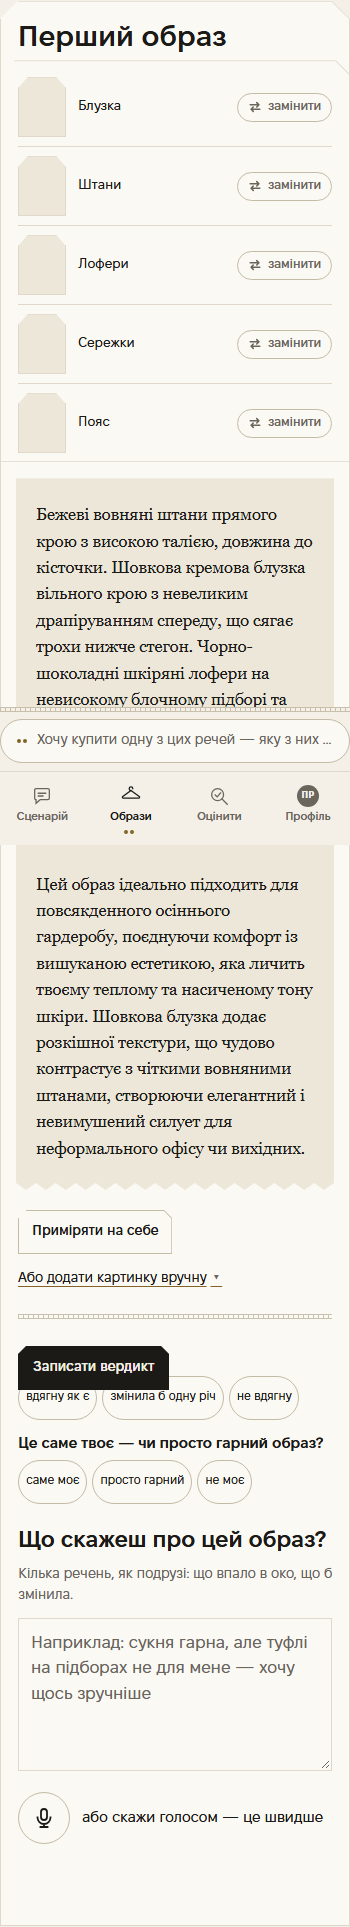 Перший образ
Блузка
замінити
Штани
замінити
Лофери
замінити
Сережки
замінити
Пояс
замінити
Бежеві вовняні штани прямого
крою з високою талією, довжина до
кісточки. Шовкова кремова блузка
вільного крою з невеликим
драпіруванням спереду, що сягає
трохи нижче стегон. Чорно-
шоколадні шкіряні лофери на
невисокому блочному підборі та
Хочу купити одну з цих речей — яку з них ...
Сценарій
Образи
Оцінити
ПР
Профіль
Цей образ ідеально підходить для
повсякденного осіннього
гардеробу, поєднуючи комфорт із
вишуканою естетикою, яка личить
твоєму теплому та насиченому тону
шкіри. Шовкова блузка додає
розкішної текстури, що чудово
контрастує з чіткими вовняними
штанами, створюючи елегантний і
невимушений силует для
неформального офісу чи вихідних.
Приміряти на себе
Або додати картинку вручну
Записати вердикт
вдягну як є
змінила б одну річ
не вдягну
Це саме твоє — чи просто гарний образ?
саме моє
просто гарний
не моє
Що скажеш про цей образ?
Кілька речень, як подрузі: що впало в око, що б
змінила.
Наприклад: сукня гарна, але туфлі
на підборах не для мене — хочу
щось зручніше
або скажи голосом — це швидше